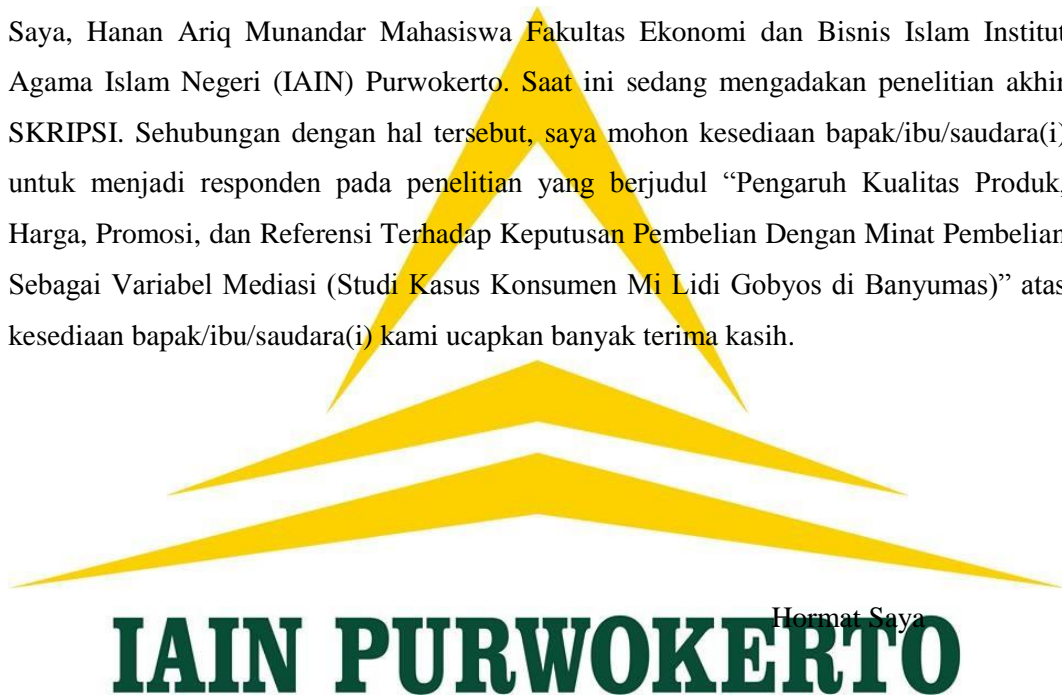 Saya, Hanan Ariq Munandar Mahasiswa Fakultas Ekonomi dan Bisnis Islam Institut
Agama Islam Negeri (IAIN) Purwokerto. Saat ini sedang mengadakan penelitian akhir
SKRIPSI. Sehubungan dengan hal tersebut, saya mohon kesediaan bapak/ibu/saudara(i)
untuk menjadi responden pada penelitian yang berjudul “Pengaruh Kualitas Produk,
Harga, Promosi, dan Referensi Terhadap Keputusan Pembelian Dengan Minat Pembelian
Sebagai Variabel Mediasi (Studi Kasus Konsumen Mi Lidi Gobyos di Banyumas)” atas
kesediaan bapak/ibu/saudara(i) kami ucapkan banyak terima kasih.
Hormat Saya
IAIN PURWOKERTO